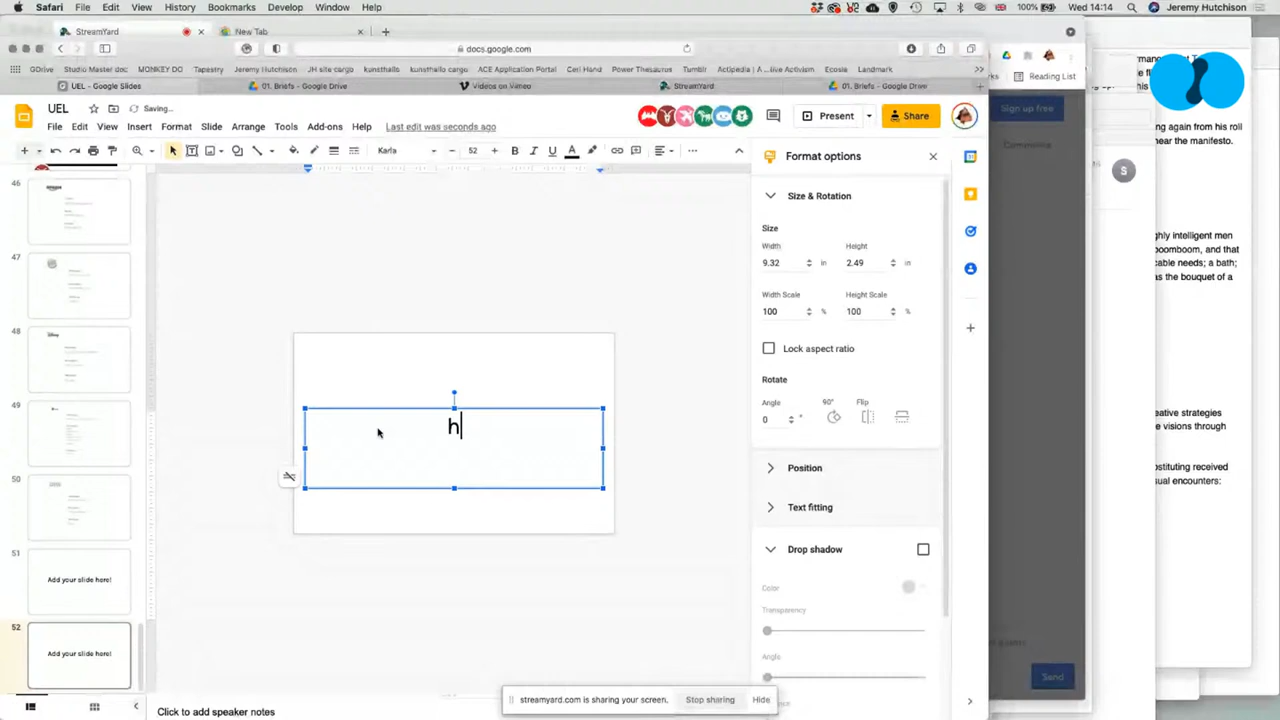 Safari File Edit View History Bookmarks Develop Window Help 100% Wed 14:14 Jeremy Hutchison
StreamYard New Tab
docs.google.com
GDrive Studio Master doc MONKEY DO Tapestry Jeremy Hutchison JH site cargo kunsthalle kunsthalle cargo ACE Application Portal Ceri Hand Power Thesaurus Tumblr Actipedia | A ...ive Activism Ecosia Landmark
rks Reading List
UEL - Google Slides 01. Briefs - Google Drive Videos on Vimeo StreamYard 01. Briefs - Google Drive
UEL Saving...
File Edit View Insert Format Slide Arrange Tools Add-ons Help Last edit was seconds ago
Present Share
Sign up free
Karla
B I U A
Format options
Size & Rotation
Size
Width Height
9.32 in 2.49 in
Width Scale Height Scale
100 % 100 %
Lock aspect ratio
Rotate
Angle 90° Flip
0 °
Position
Text fitting
Drop shadow
Color
Transparency
Angle
46
47
48
49
50
51
Add your slide here!
52
Add your slide here!
h
Click to add speaker notes
streamyard.com is sharing your screen. Stop sharing Hide
Send
S
ing again from his roll
near the manifesto.
ghly intelligent men
boomboom, and that
cable needs; a bath;
as the bouquet of a
eative strategies
e visions through
ostituting received
sual encounters: